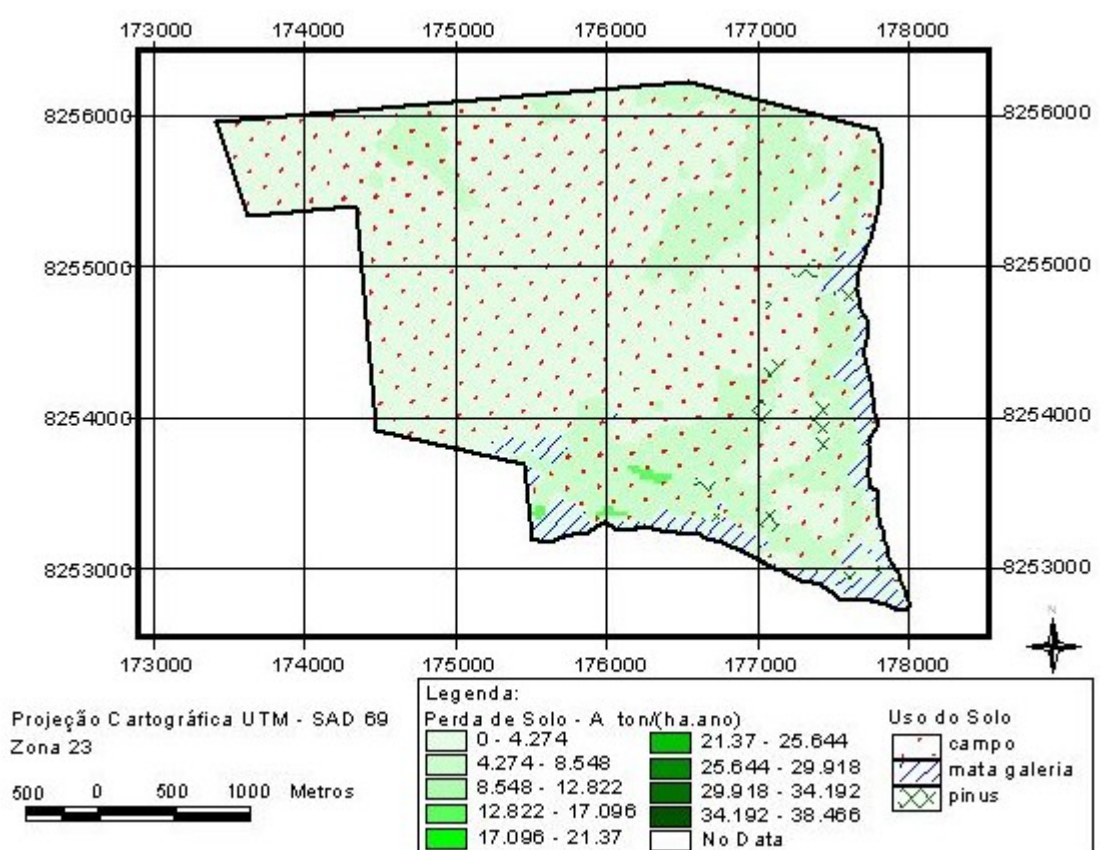 173000 174000 175000 176000 177000 178000
8256000 8256000
8255000 8255000
8254000 8254000
8253000 8253000
173000 174000 175000 176000 177000 178000
N
Projeção Cartográfica UTM - SAD 69
Zona 23
500 0 500 1000 Metros
Legenda:
Perda de Solo - A ton/(ha.ano)
0 - 4.274
4.274 - 8.548
8.548 - 12.822
12.822 - 17.096
17.096 - 21.37
21.37 - 25.644
25.644 - 29.918
29.918 - 34.192
34.192 - 38.466
No Data
Uso do Solo
campo
mata galeria
pinus